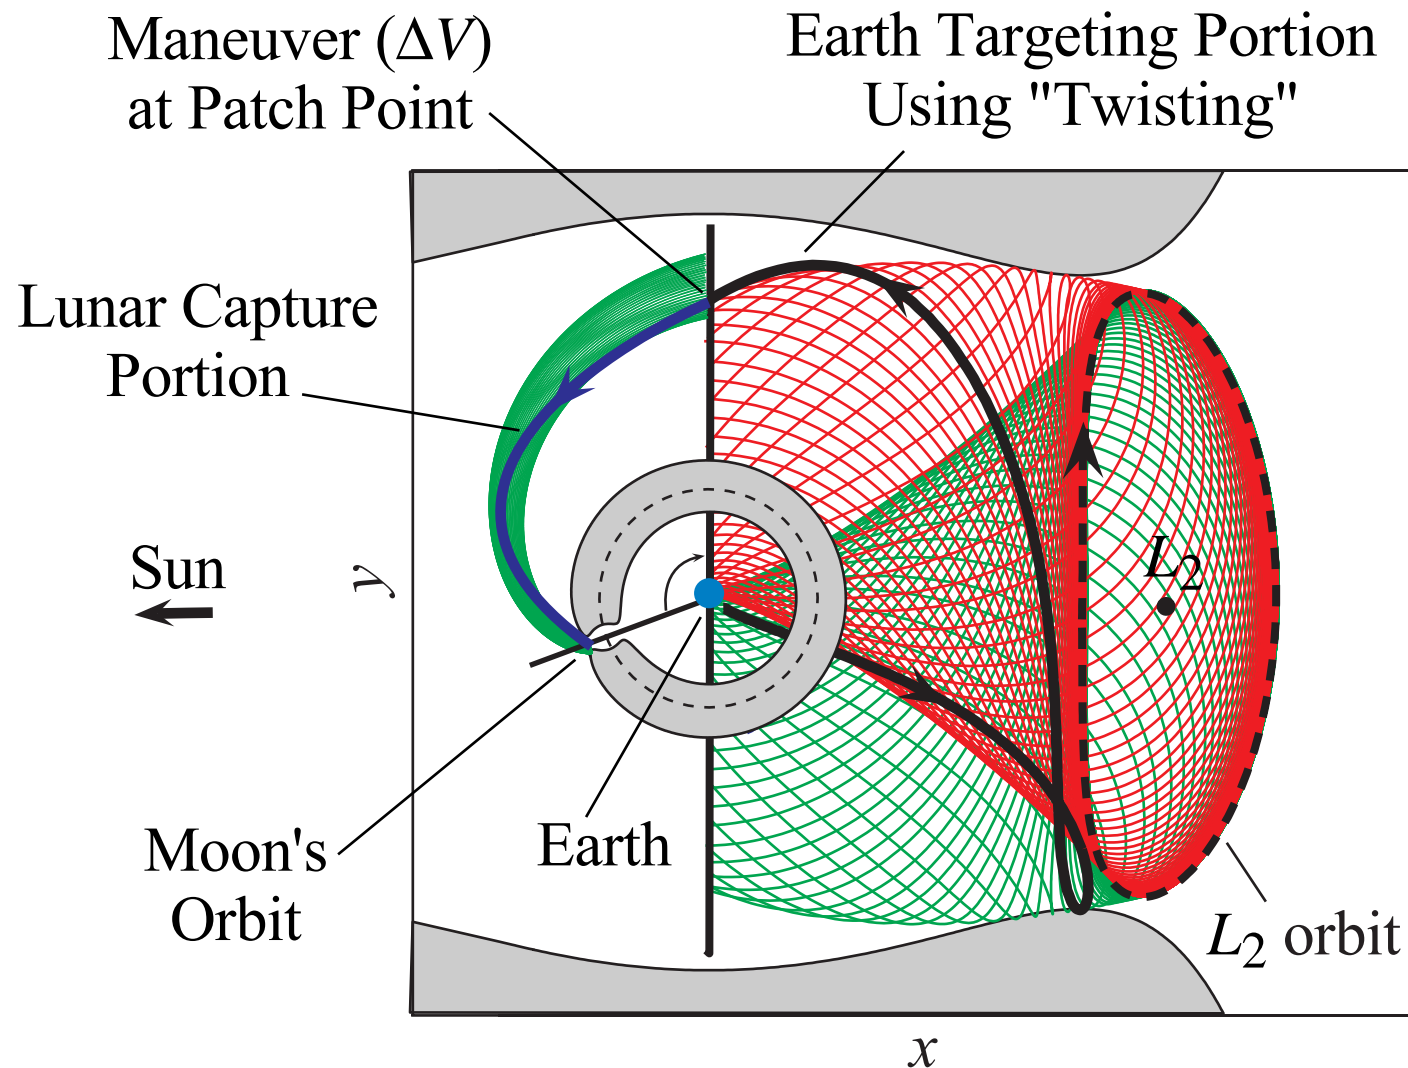 Maneuver (ΔV)
at Patch Point
Earth Targeting Portion
Using "Twisting"
Lunar Capture
Portion
Sun
y
L2
Moon's
Orbit
Earth
L2 orbit
x